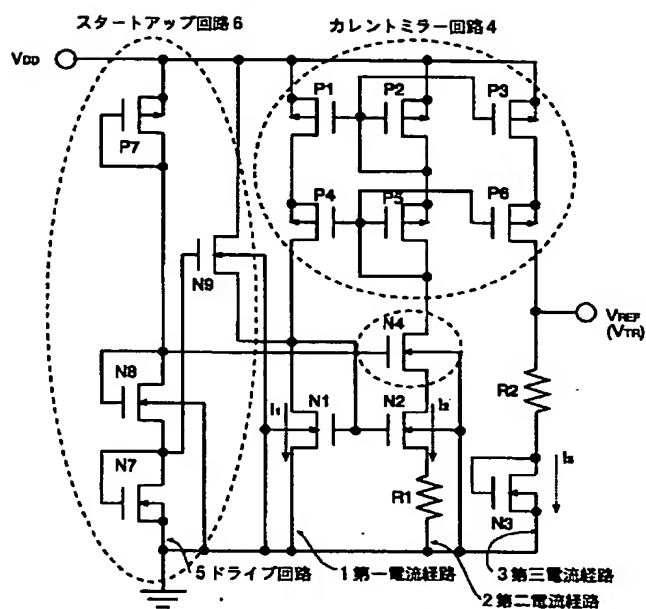 スタートアップ回路6
カレントミラー回路4
VDD
P1
P2
P3
P7
P4
P5
P6
N9
VREF
(VTR)
N4
R2
N8
I1
N1
N2
I2
N7
R1
I3
N3
5ドライブ回路
1第一電流経路
3第三電流経路
2第二電流経路